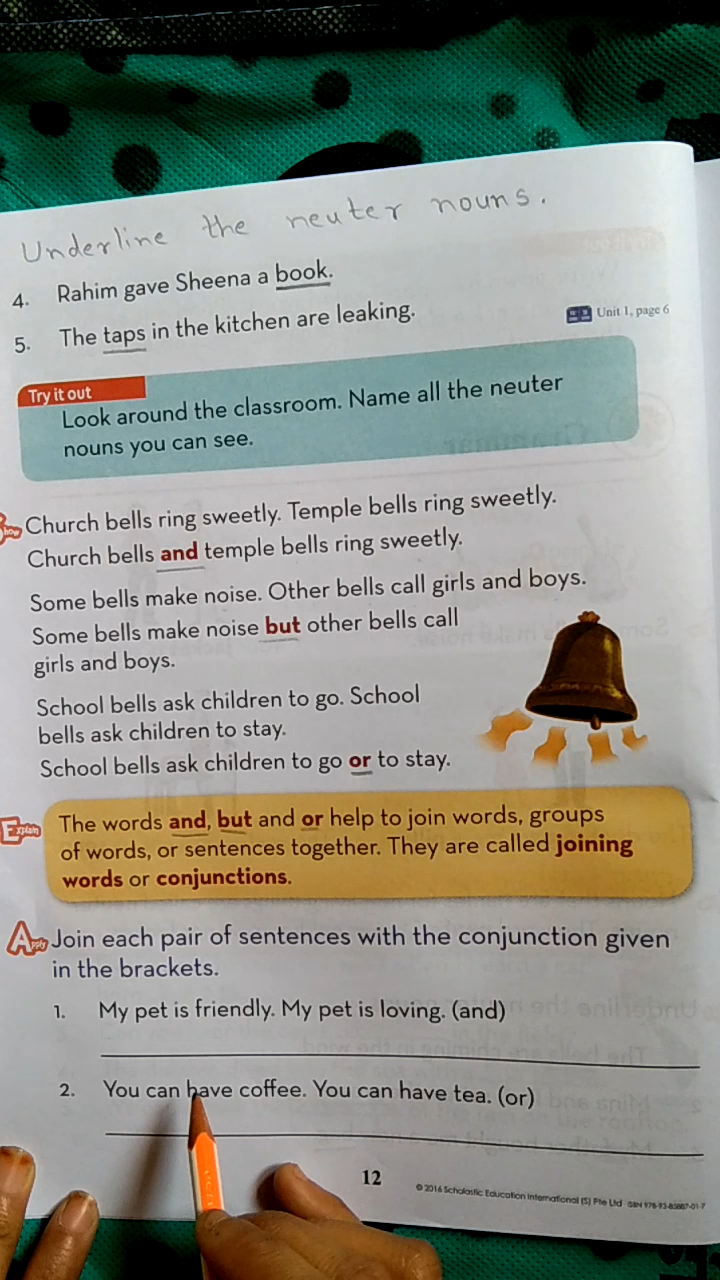 Underline the neuter nouns.
4. Rahim gave Sheena a book.
5. The taps in the kitchen are leaking.
Unit 1, page 6
Try it out
Look around the classroom. Name all the neuter
nouns you can see.
Church bells ring sweetly. Temple bells ring sweetly.
Church bells and temple bells ring sweetly.
Some bells make noise. Other bells call girls and boys.
Some bells make noise but other bells call
girls and boys.
School bells ask children to go. School
bells ask children to stay.
School bells ask children to go or to stay.
Explain
The words and, but and or help to join words, groups
of words, or sentences together. They are called joining
words or conjunctions.
Apply
Join each pair of sentences with the conjunction given
in the brackets.
1. My pet is friendly. My pet is loving. (and)
2. You can have coffee. You can have tea. (or)
12
© 2016 Scholastic Education International (S) Pte Ltd ISBN 978-93-85887-01-7